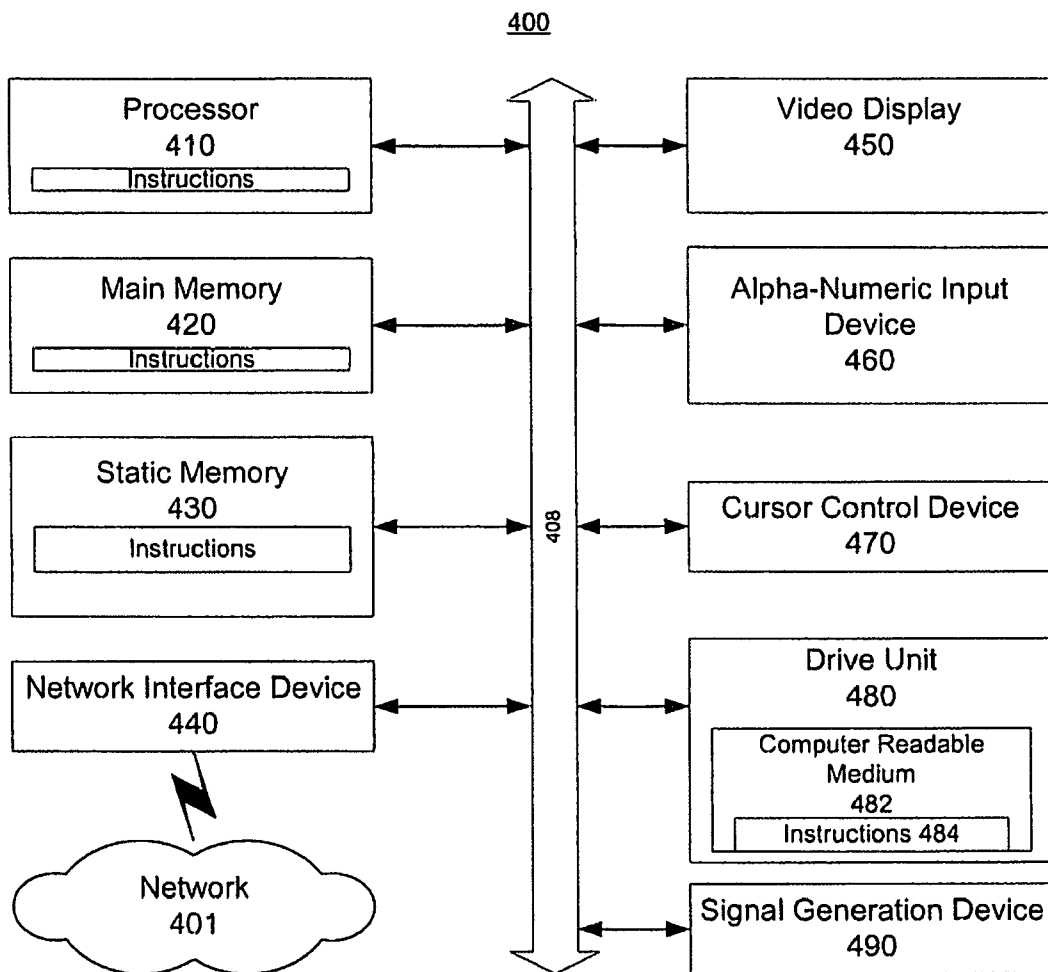 400
Processor
410
Instructions
Main Memory
420
Instructions
Static Memory
430
Instructions
Network Interface Device
440
Network
401
408
Video Display
450
Alpha-Numeric Input
Device
460
Cursor Control Device
470
Drive Unit
480
Computer Readable
Medium
482
Instructions 484
Signal Generation Device
490